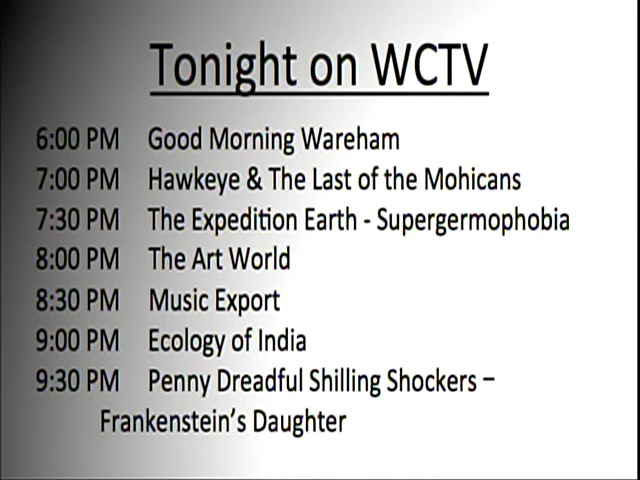 Tonight on WCTV
6:00 PM Good Morning Wareham
7:00 PM Hawkeye & The Last of the Mohicans
7:30 PM The Expedition Earth - Supergermophobia
8:00 PM The Art World
8:30 PM Music Export
9:00 PM Ecology of India
9:30 PM Penny Dreadful Shilling Shockers –
Frankenstein's Daughter